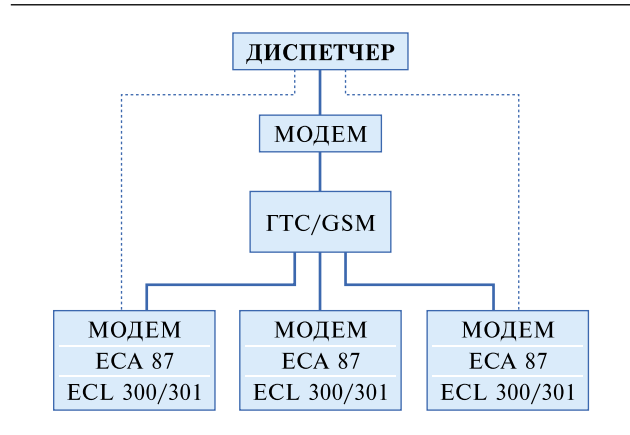 ДИСПЕТЧЕР
МОДЕМ
ГТС/GSM
МОДЕМ
ECA 87
ECL 300/301
МОДЕМ
ECA 87
ECL 300/301
МОДЕМ
ECA 87
ECL 300/301